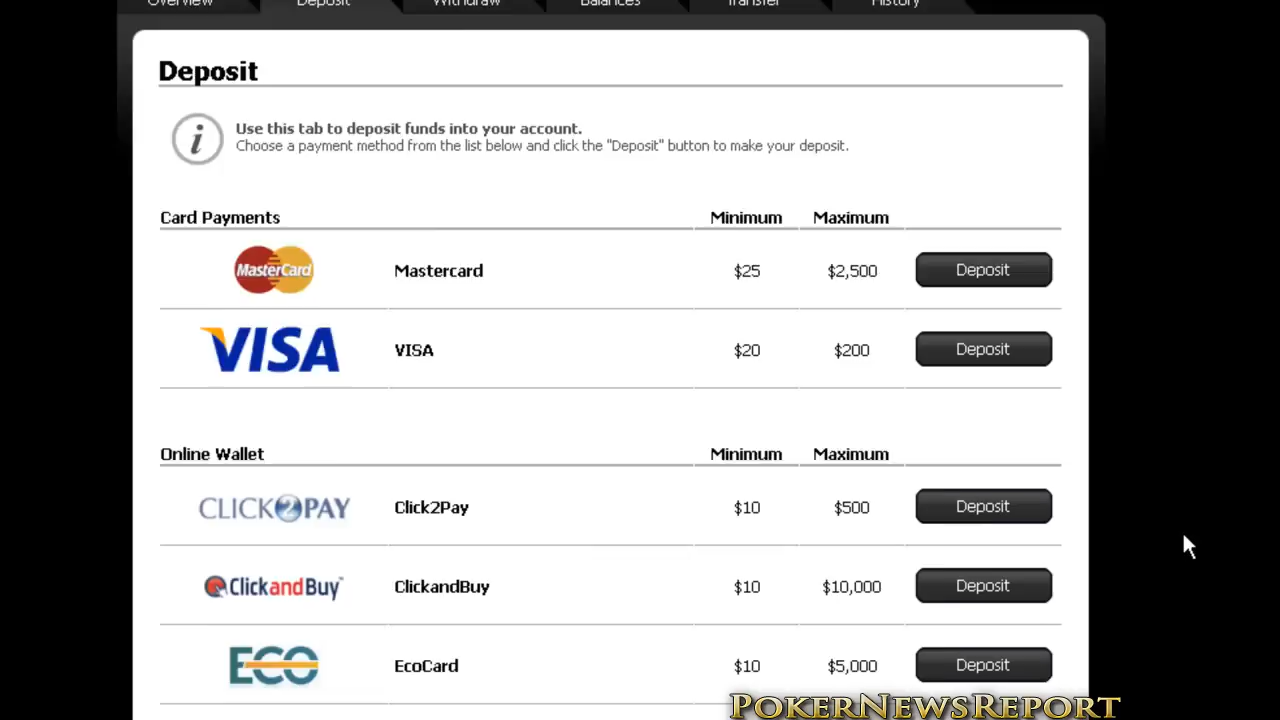 Overview Deposit Withdraw Balances Transfer History
Deposit
i
Use this tab to deposit funds into your account.
Choose a payment method from the list below and click the "Deposit" button to make your deposit.
Card Payments Minimum Maximum
MasterCard Mastercard $25 $2,500 Deposit
VISA VISA $20 $200 Deposit
Online Wallet Minimum Maximum
CLICK2PAY Click2Pay $10 $500 Deposit
ClickandBuy™ ClickandBuy $10 $10,000 Deposit
ECO EcoCard $10 $5,000 Deposit
POKERNEWSREPORT